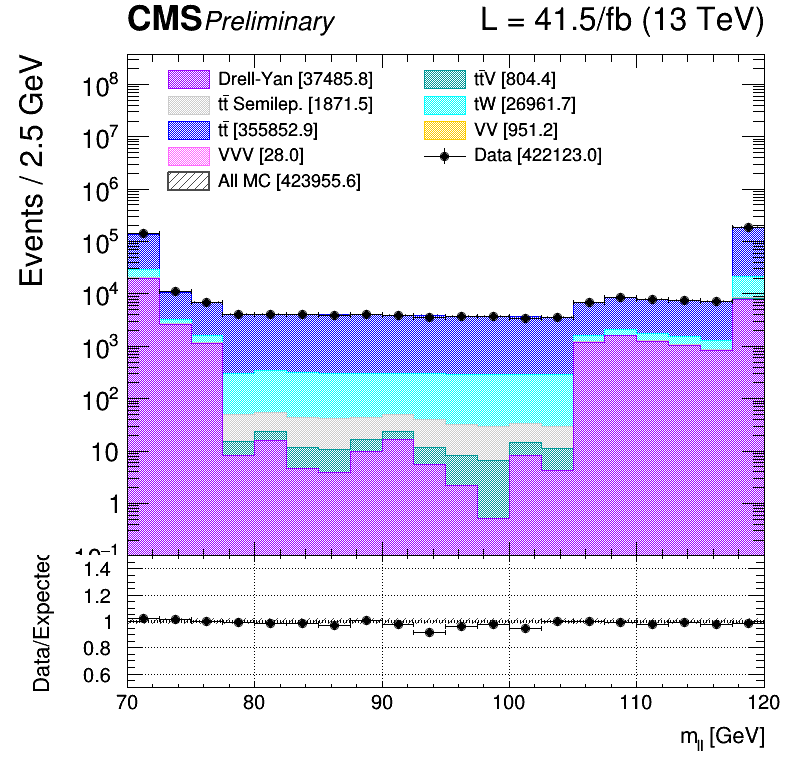 CMS Preliminary L = 41.5/fb (13 TeV)
Events / 2.5 GeV
Drell-Yan [37485.8]
tt̄V [804.4]
tt̄ Semilep. [1871.5]
tW [26961.7]
tt̄ [355852.9]
VV [951.2]
VVV [28.0]
Data [422123.0]
All MC [423955.6]
10⁸
10⁷
10⁶
10⁵
10⁴
10³
10²
10
1
10⁻¹
Data/Expected
1.4
1.2
1
0.8
0.6
70 80 90 100 110 120
m_ll [GeV]